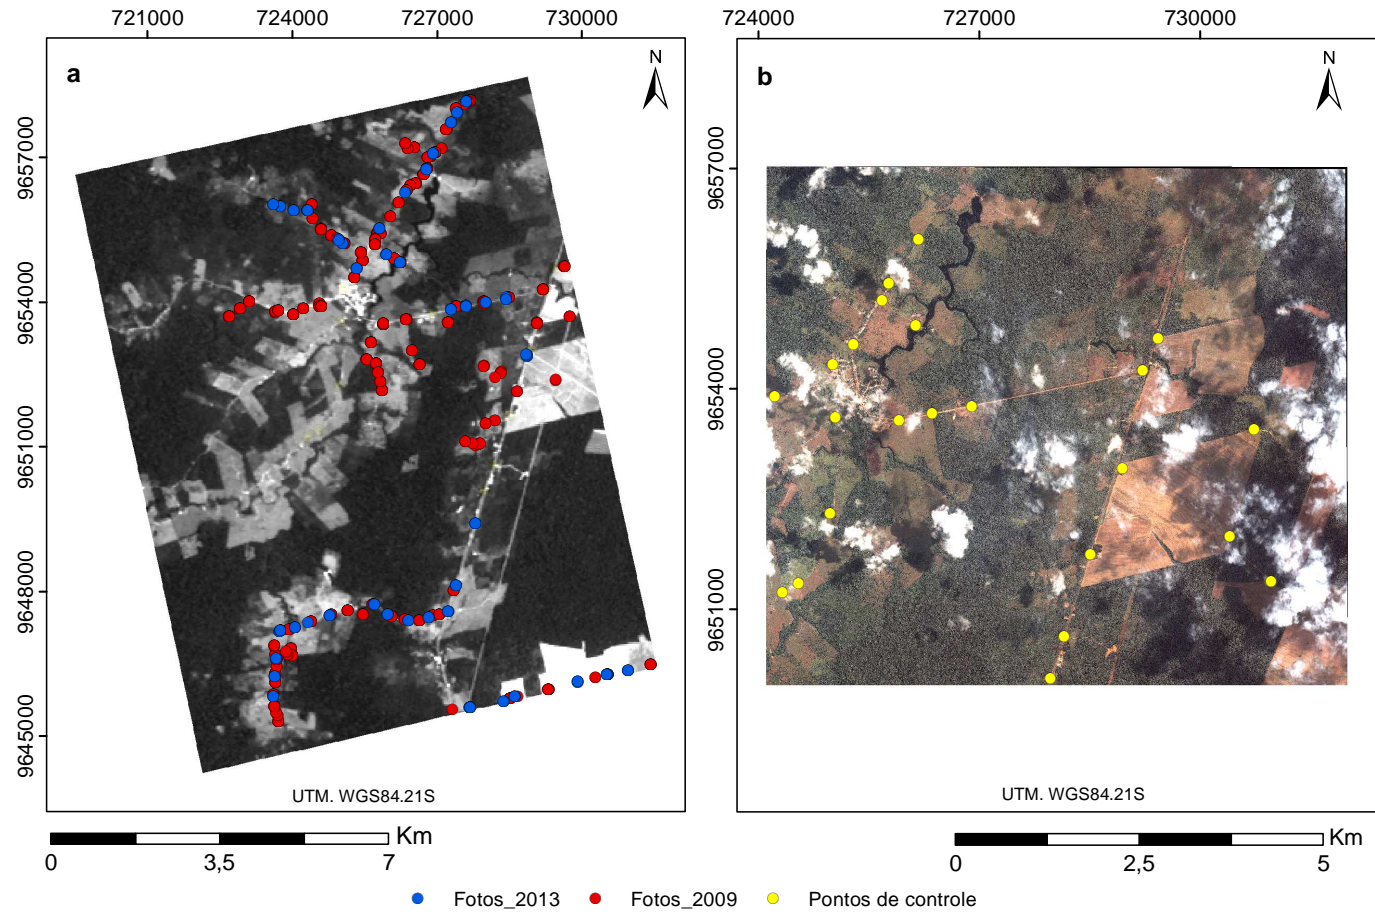 721000 724000 727000 730000
724000 727000 730000
a
N
b
N
9657000
9654000
9651000
9648000
9645000
9657000
9654000
9651000
UTM. WGS84.21S
UTM. WGS84.21S
Km
0 3,5 7
Km
0 2,5 5
Fotos_2013 Fotos_2009 Pontos de controle